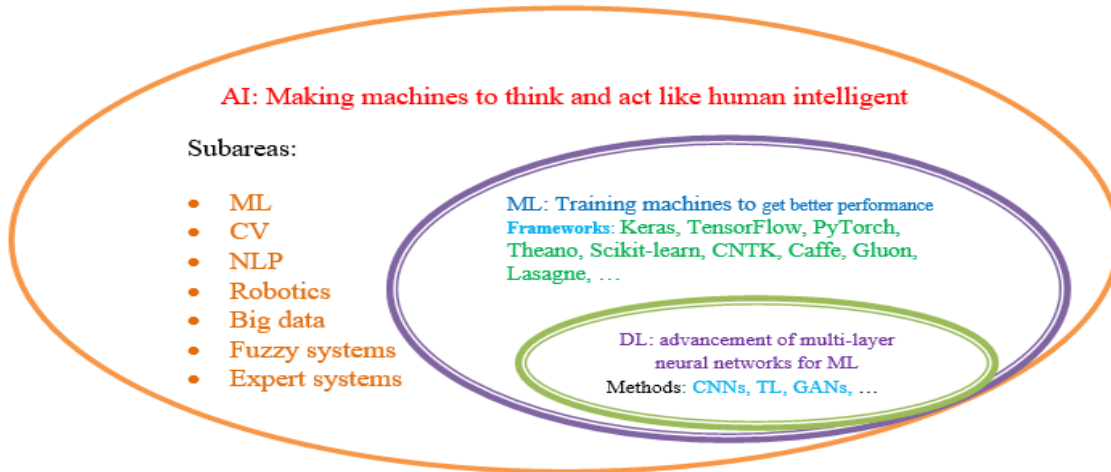 AI: Making machines to think and act like human intelligent
Subareas:
• ML
• CV
• NLP
• Robotics
• Big data
• Fuzzy systems
• Expert systems
ML: Training machines to get better performance
Frameworks: Keras, TensorFlow, PyTorch,
Theano, Scikit-learn, CNTK, Caffe, Gluon,
Lasagne, …
DL: advancement of multi-layer
neural networks for ML
Methods: CNNs, TL, GANs, …